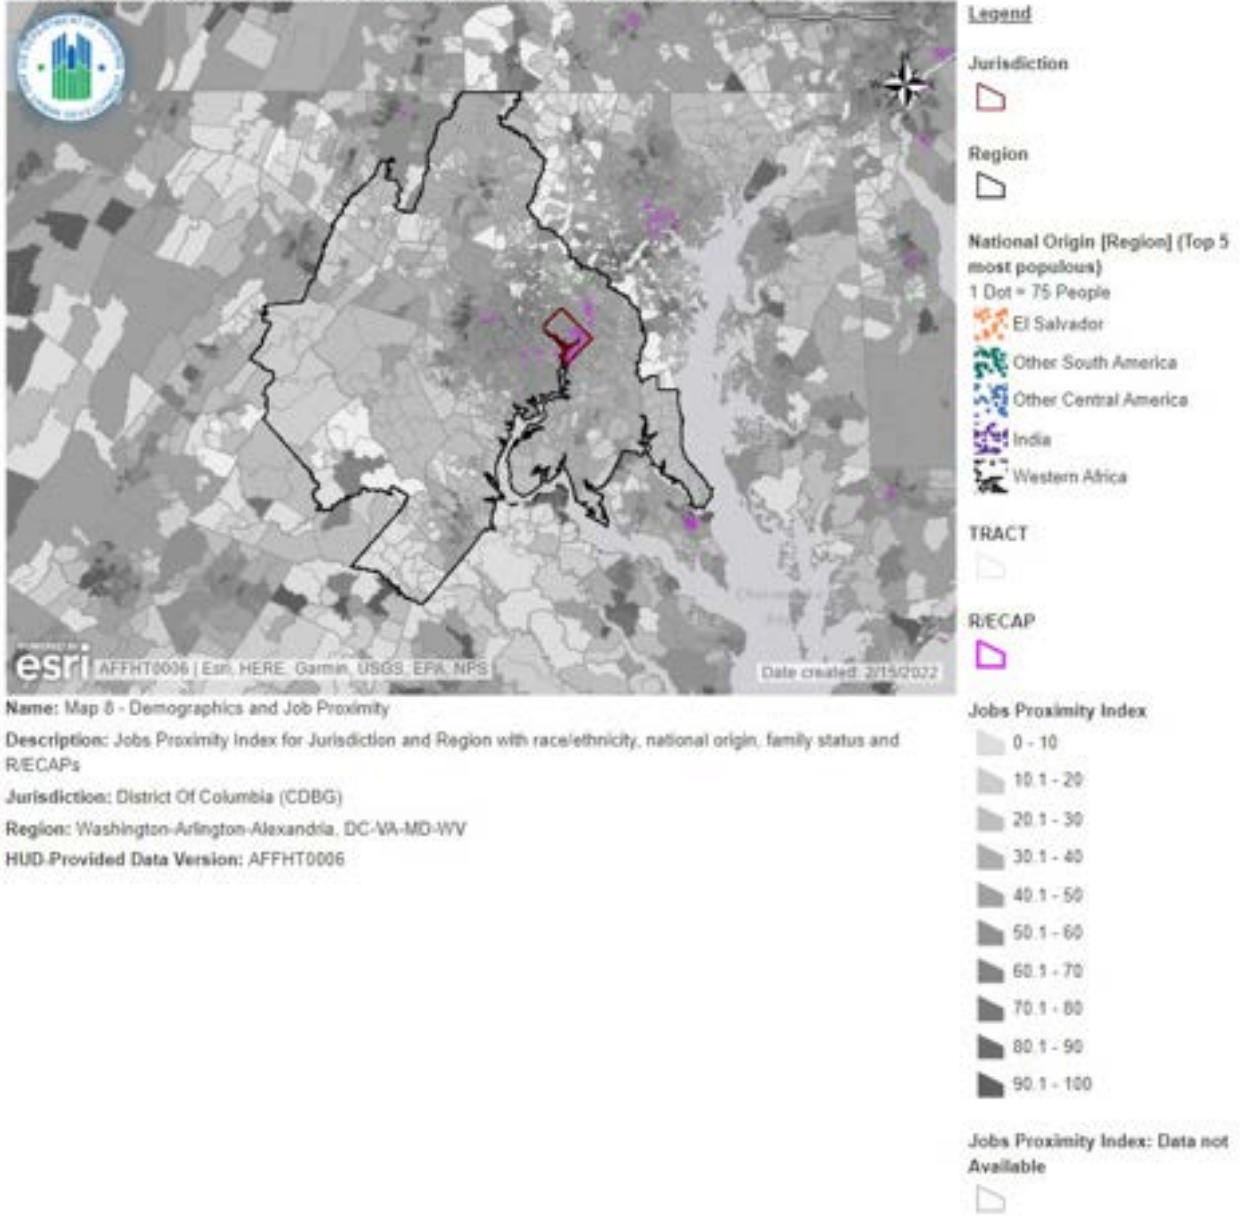 Legend
Jurisdiction
Region
National Origin [Region] (Top 5
most populous)
1 Dot = 75 People
El Salvador
Other South America
Other Central America
India
Western Africa
TRACT
R/ECAP
Jobs Proximity Index
0 - 10
10.1 - 20
20.1 - 30
30.1 - 40
40.1 - 50
50.1 - 60
60.1 - 70
70.1 - 80
80.1 - 90
90.1 - 100
Jobs Proximity Index: Data not
Available
POWERED BY
esri
AFFHT0006 | Esri, HERE, Garmin, USGS, EPA, NPS
Date created: 2/15/2022
Name: Map 8 - Demographics and Job Proximity
Description: Jobs Proximity Index for Jurisdiction and Region with race/ethnicity, national origin, family status and
R/ECAPs
Jurisdiction: District Of Columbia (CDBG)
Region: Washington-Arlington-Alexandria, DC-VA-MD-WV
HUD-Provided Data Version: AFFHT0006